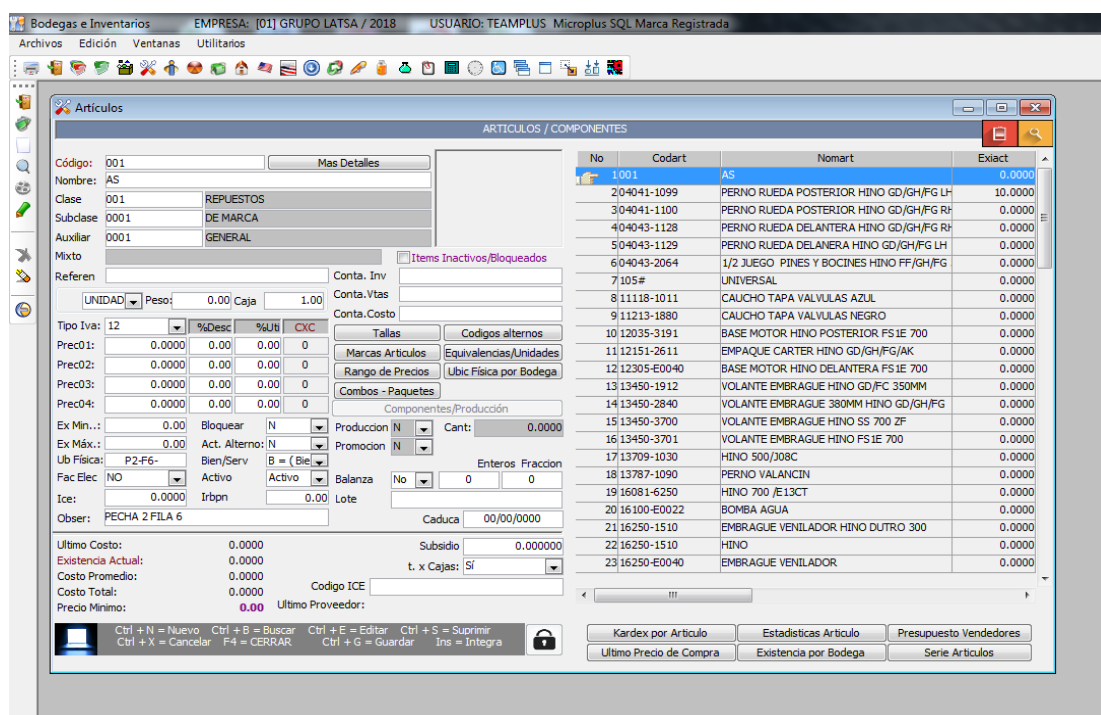 Bodegas e Inventarios EMPRESA: [01] GRUPO LATSA / 2018 USUARIO: TEAMPLUS Microplus SQL Marca Registrada
Archivos Edición Ventanas Utilitarios
Artículos
ARTICULOS / COMPONENTES
Código: 001 Mas Detalles
Nombre: AS
Clase 001 REPUESTOS
Subclase 0001 DE MARCA
Auxiliar 0001 GENERAL
Mixto Items Inactivos/Bloqueados
Referen Conta. Inv
UNIDAD Peso: 0.00 Caja 1.00 Conta.Vtas
Conta.Costo
Tipo Iva: 12 %Desc %Uti CXC Tallas Codigos alternos
Prec01: 0.0000 0.00 0.00 0 Marcas Articulos Equivalencias/Unidades
Prec02: 0.0000 0.00 0.00 0 Rango de Precios Ubic Física por Bodega
Prec03: 0.0000 0.00 0.00 0 Combos - Paquetes
Prec04: 0.0000 0.00 0.00 0 Componentes/Producción
Ex Min..: 0.00 Bloquear N Produccion N Cant: 0.0000
Ex Máx.: 0.00 Act. Alterno: N Promocion N
Ub Física: P2-F6- Bien/Serv B = ( Bie Enteros Fraccion
Fac Elec NO Activo Activo Balanza No 0 0
Ice: 0.0000 Irbpn 0.00 Lote
Obser: PECHA 2 FILA 6 Caduca 00/00/0000
Ultimo Costo: 0.0000 Subsidio 0.000000
Existencia Actual: 0.0000 t. x Cajas: Sí
Costo Promedio: 0.0000
Costo Total: 0.0000 Codigo ICE
Precio Minimo: 0.00 Ultimo Proveedor:
Ctrl + N = Nuevo Ctrl + B = Buscar Ctrl + E = Editar Ctrl + S = Suprimir
Ctrl + X = Cancelar F4 = CERRAR Ctrl + G = Guardar Ins = Integra
No Codart Nomart Exiact
1 001 AS 0.0000
2 04041-1099 PERNO RUEDA POSTERIOR HINO GD/GH/FG LH 10.0000
3 04041-1100 PERNO RUEDA POSTERIOR HINO GD/GH/FG RH 0.0000
4 04043-1128 PERNO RUEDA DELANTERA HINO GD/GH/FG RH 0.0000
5 04043-1129 PERNO RUEDA DELANERA HINO GD/GH/FG LH 0.0000
6 04043-2064 1/2 JUEGO PINES Y BOCINES HINO FF/GH/FG 0.0000
7 105# UNIVERSAL 0.0000
8 11118-1011 CAUCHO TAPA VALVULAS AZUL 0.0000
9 11213-1880 CAUCHO TAPA VALVULAS NEGRO 0.0000
10 12035-3191 BASE MOTOR HINO POSTERIOR FS1E 700 0.0000
11 12151-2611 EMPAQUE CARTER HINO GD/GH/FG/AK 0.0000
12 12305-E0040 BASE MOTOR HINO DELANTERA FS1E 700 0.0000
13 13450-1912 VOLANTE EMBRAGUE HINO GD/FC 350MM 0.0000
14 13450-2840 VOLANTE EMBRAGUE 380MM HINO GD/GH/FG 0.0000
15 13450-3700 VOLANTE EMBRAGUE HINO SS 700 ZF 0.0000
16 13450-3701 VOLANTE EMBRAGUE HINO FS1E 700 0.0000
17 13709-1030 HINO 500/J08C 0.0000
18 13787-1090 PERNO VALANCIN 0.0000
19 16081-6250 HINO 700 /E13CT 0.0000
20 16100-E0022 BOMBA AGUA 0.0000
21 16250-1510 EMBRAGUE VENILADOR HINO DUTRO 300 0.0000
22 16250-1510 HINO 0.0000
23 16250-E0040 EMBRAGUE VENILADOR 0.0000
Kardex por Articulo Estadisticas Articulo Presupuesto Vendedores
Ultimo Precio de Compra Existencia por Bodega Serie Articulos